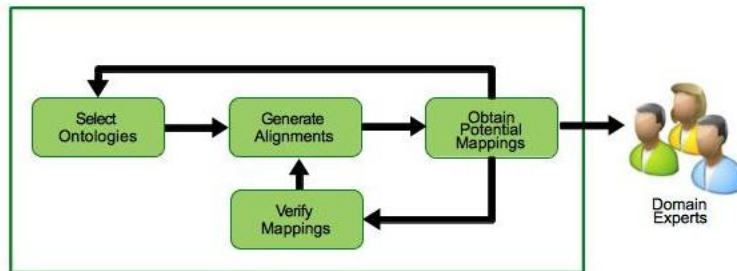 Select
Ontologies
Generate
Alignments
Obtain
Potential
Mappings
Verify
Mappings
Domain
Experts